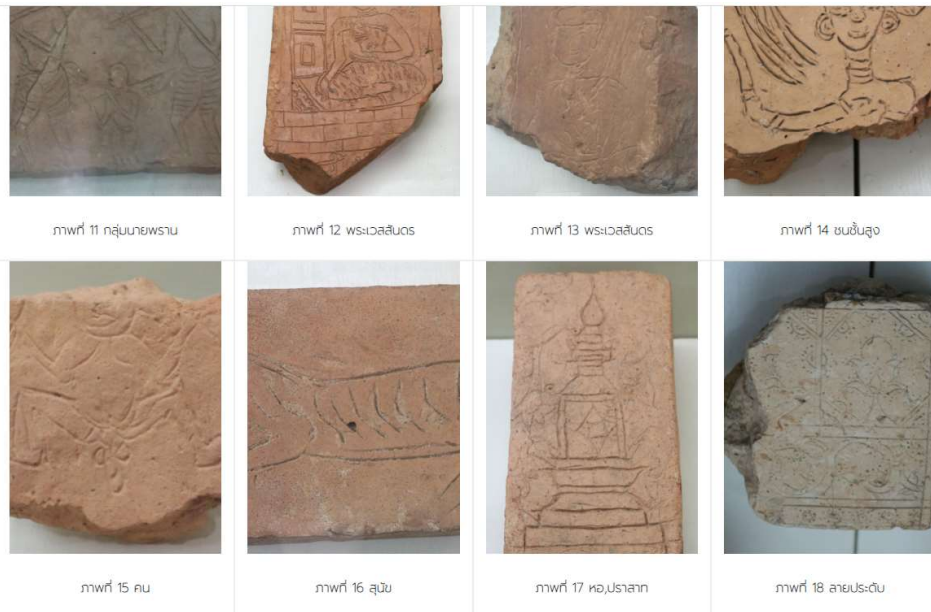 ภาพที่ 11 กลุ่มนายพราน
ภาพที่ 12 พระเวสสันดร
ภาพที่ 13 พระเวสสันดร
ภาพที่ 14 ชนชั้นสูง
ภาพที่ 15 คน
ภาพที่ 16 สุนัข
ภาพที่ 17 หอ,ปราสาท
ภาพที่ 18 ลายประดับ